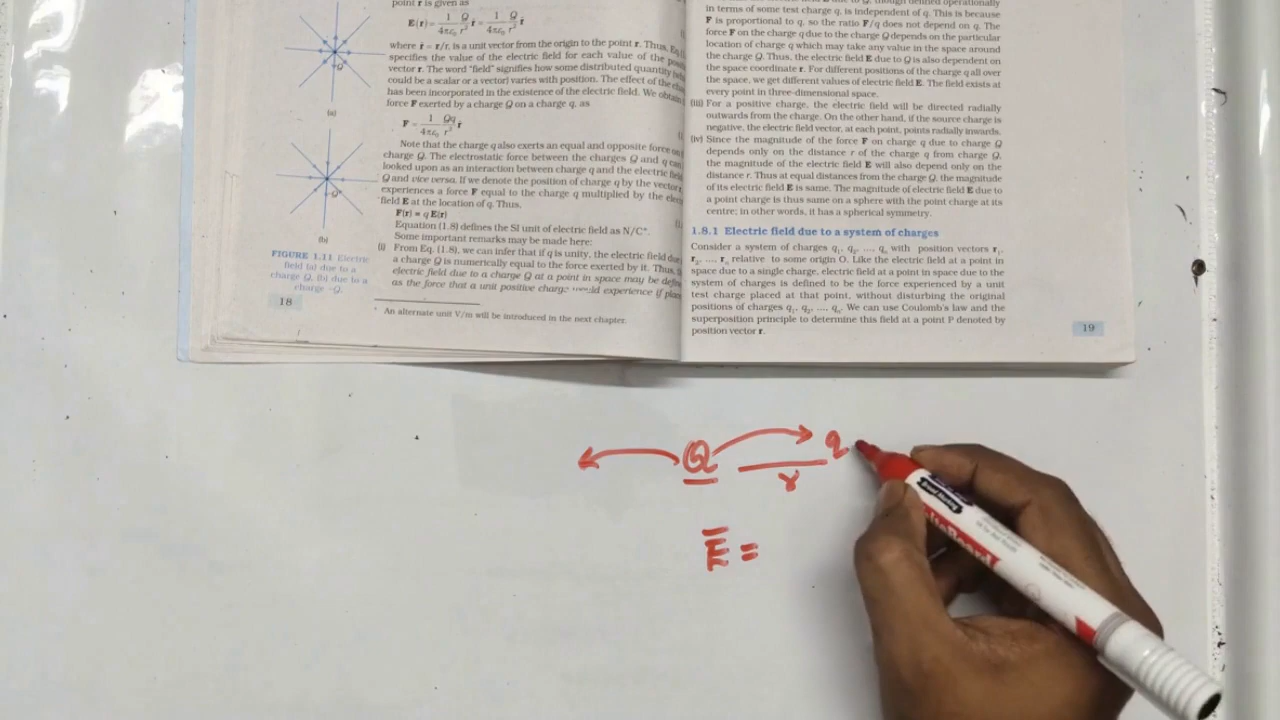 point r is given as
E(r) = 1/4πε₀ Q/r² r̂ = 1/4πε₀ Q/r² r̂
where r̂ = r/r, is a unit vector from the origin to the point r. Thus, Eq.
specifies the value of the electric field for each value of the
vector r. The word "field" signifies how some distributed quantity
could be a scalar or a vector) varies with position. The effect of the
has been incorporated in the existence of the electric field. We obtain
force F exerted by a charge Q on a charge q, as
F = 1/4πε₀ Qq/r² r̂
Note that the charge q also exerts an equal and opposite force on
charge Q. The electrostatic force between the charges Q and q can
looked upon as an interaction between charge q and the electric
Q and vice versa. If we denote the position of charge q by the vector
experiences a force F equal to the charge q multiplied by the
field E at the location of q. Thus,
F(r) = q E(r)
Equation (1.8) defines the SI unit of electric field as N/C*.
Some important remarks may be made here:
(i) From Eq. (1.8), we can infer that if q is unity, the electric field due
a charge Q is numerically equal to the force exerted by it. Thus,
electric field due to a charge Q at a point in space may be
as the force that a unit positive charge would experience if
* An alternate unit V/m will be introduced in the next chapter.
Q
(a)
Q
(b)
FIGURE 1.11 Electric
field (a) due to a
charge Q, (b) due to a
charge –Q.
18
operationally
in terms of some test charge q, is independent of q. This is because
F is proportional to q, so the ratio F/q does not depend on q. The
force F on the charge q due to the charge Q depends on the particular
location of charge q which may take any value in the space around
the charge Q. Thus, the electric field E due to Q is also dependent on
the space coordinate r. For different positions of the charge q all over
the space, we get different values of electric field E. The field exists at
every point in three-dimensional space.
(iii) For a positive charge, the electric field will be directed radially
outwards from the charge. On the other hand, if the source charge is
negative, the electric field vector, at each point, points radially inwards.
(iv) Since the magnitude of the force F on charge q due to charge Q
depends only on the distance r of the charge q from charge Q,
the magnitude of the electric field E will also depend only on the
distance r. Thus at equal distances from the charge Q, the magnitude
of its electric field E is same. The magnitude of electric field E due to
a point charge is thus same on a sphere with the point charge at its
centre; in other words, it has a spherical symmetry.
1.8.1 Electric field due to a system of charges
Consider a system of charges q₁, q₂, ..., qₙ with position vectors r₁,
r₂, ..., rₙ relative to some origin O. Like the electric field at a point in
space due to a single charge, electric field at a point in space due to the
system of charges is defined to be the force experienced by a unit
test charge placed at that point, without disturbing the original
positions of charges q₁, q₂, ..., qₙ. We can use Coulomb's law and the
superposition principle to determine this field at a point P denoted by
position vector r.
19
Q q
r
E̅ =